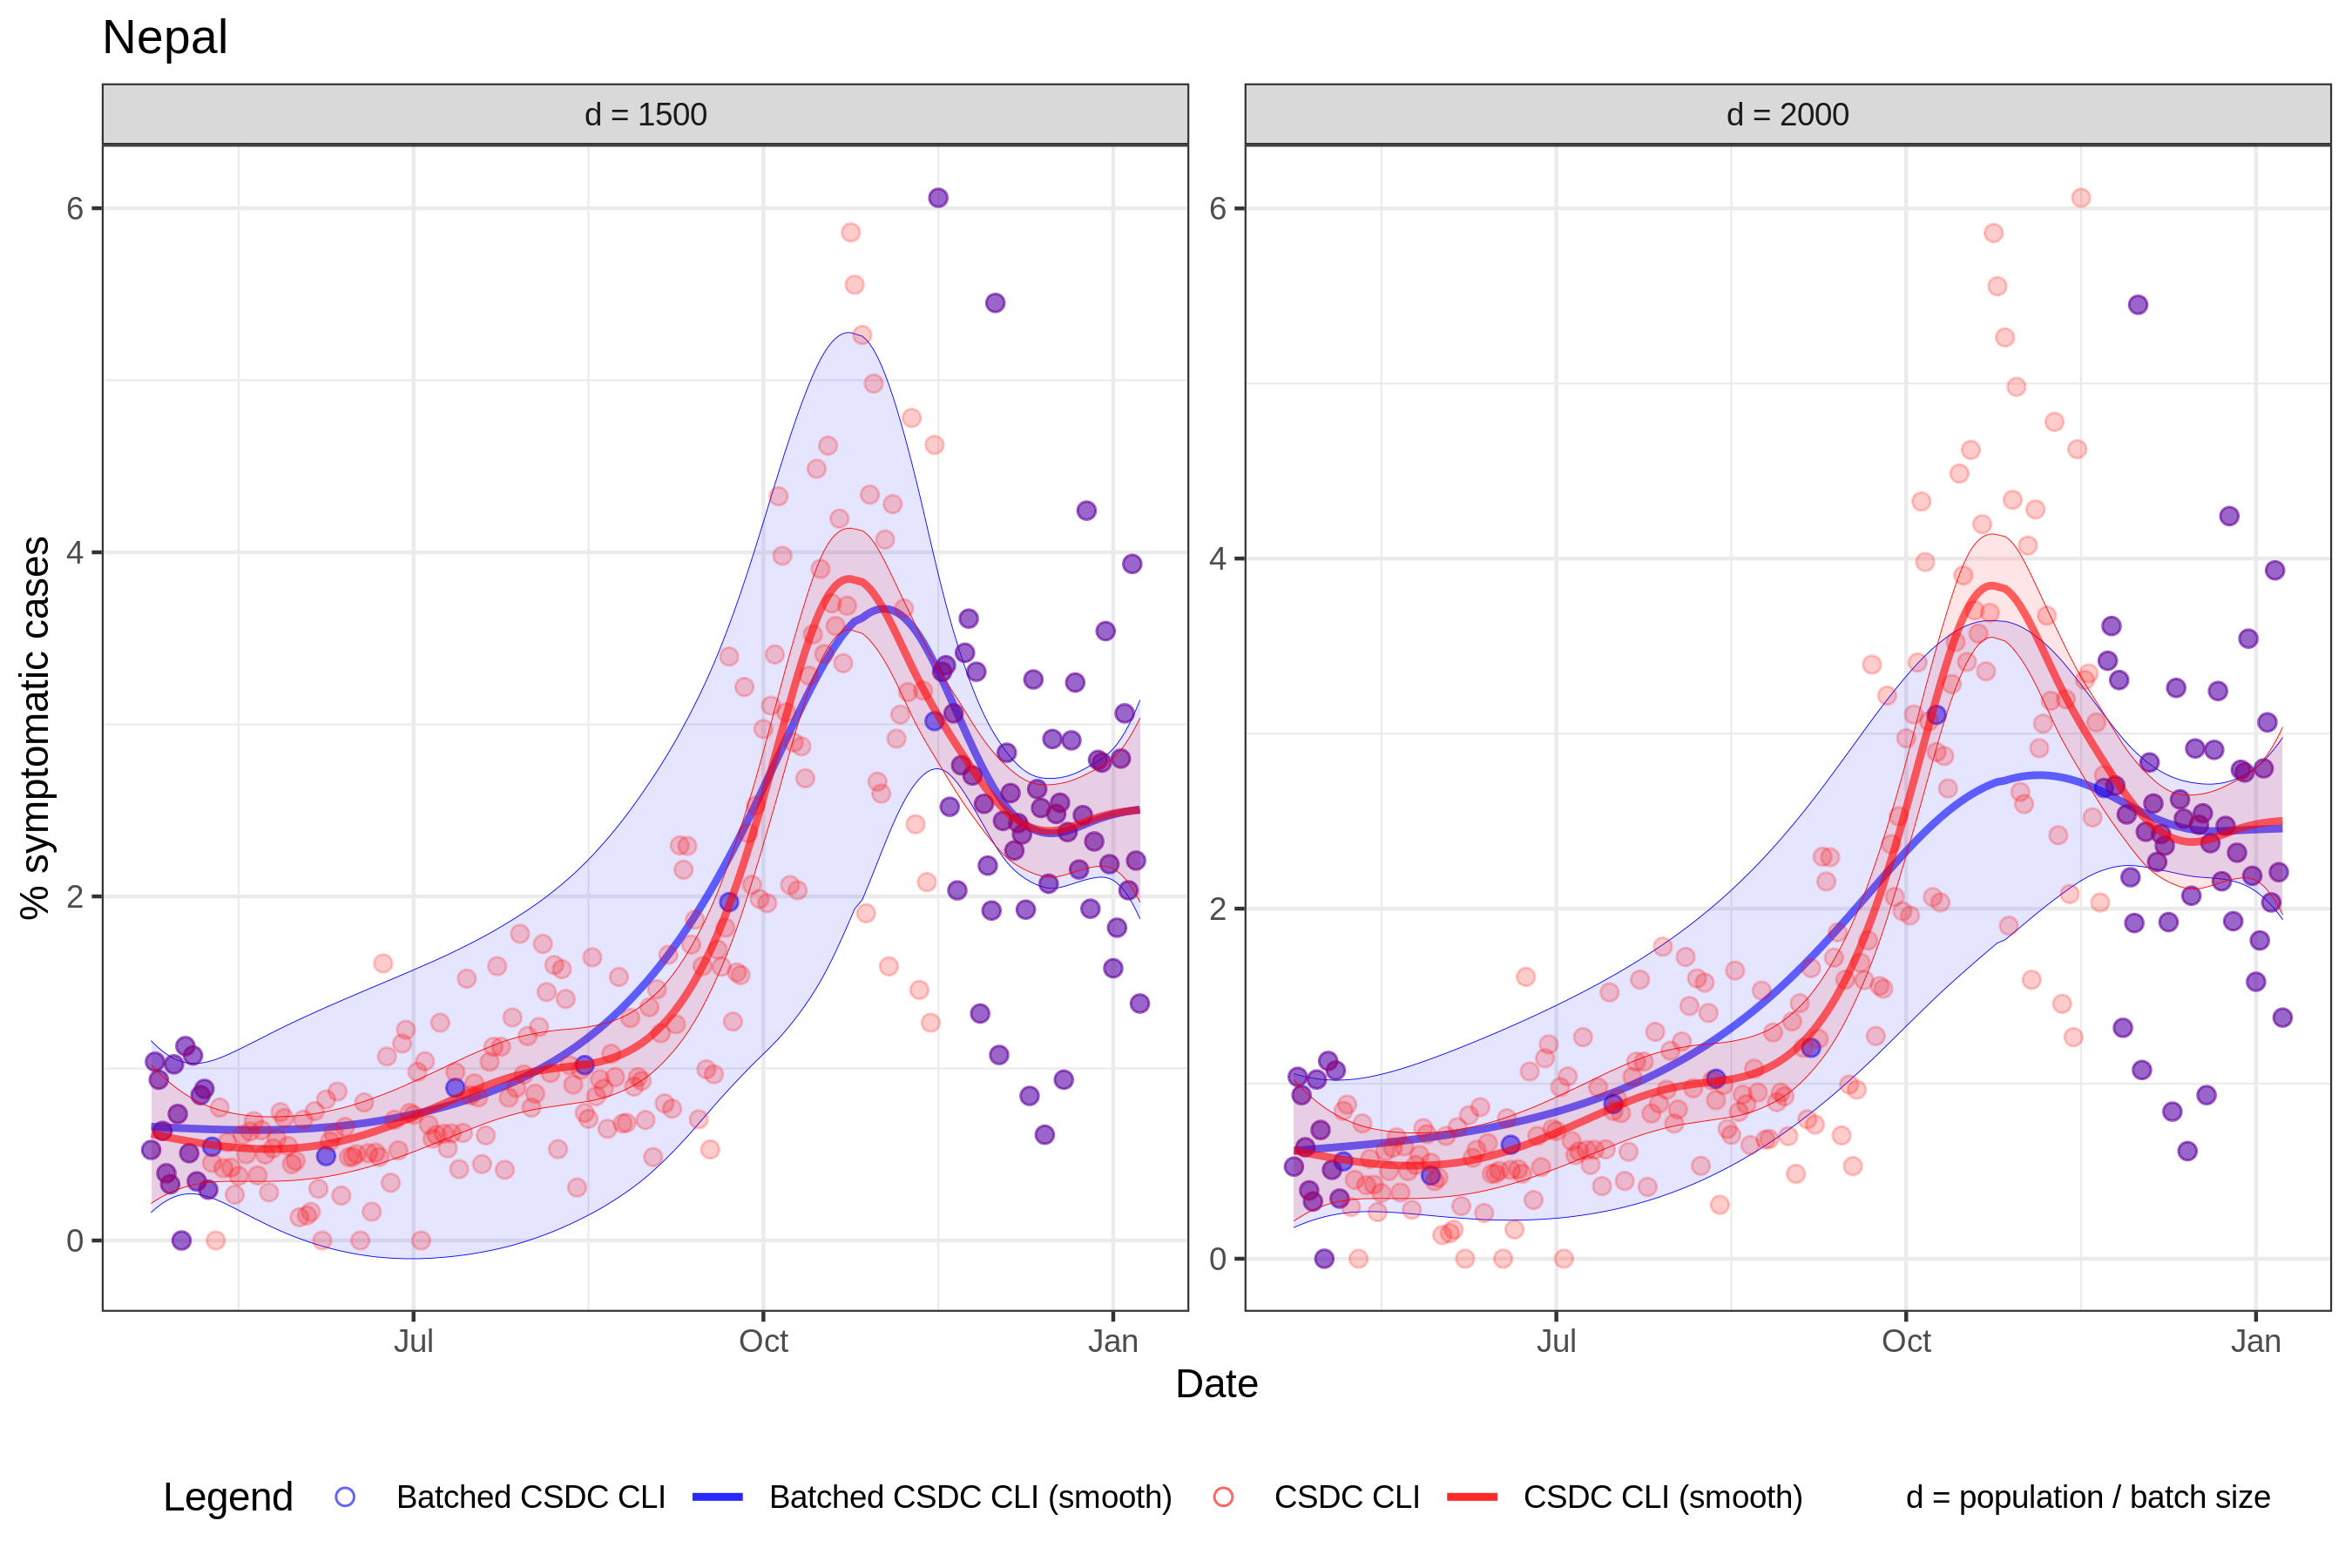 Nepal
d = 1500
d = 2000
% symptomatic cases
6
4
2
0
6
4
2
0
Jul
Oct
Jan
Jul
Oct
Jan
Date
Legend Batched CSDC CLI Batched CSDC CLI (smooth) CSDC CLI CSDC CLI (smooth) d = population / batch size